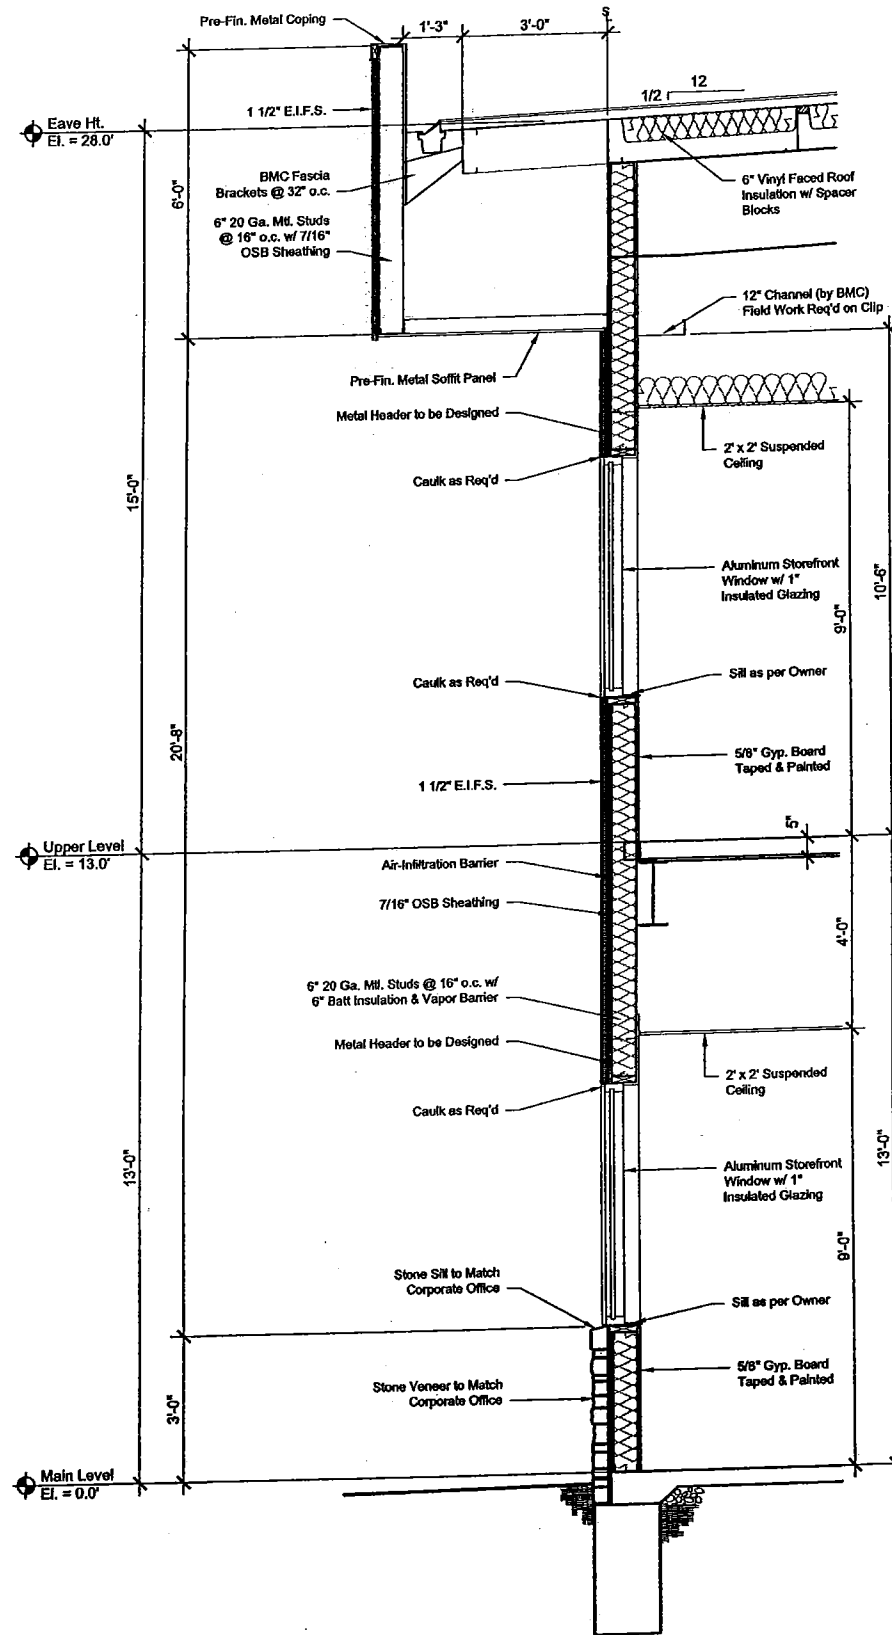 Pre-Fin. Metal Coping
1'-3"
3'-0"
12
1/2
1 1/2" E.I.F.S.
Eave Ht.
El. = 28.0'
6'-0"
BMC Fascia
Brackets @ 32" o.c.
6" Vinyl Faced Roof
Insulation w/ Spacer
Blocks
6" 20 Ga. Mtl. Studs
@ 16" o.c. w/ 7/16"
OSB Sheathing
12" Channel (by BMC)
Field Work Req'd on Clip
Pre-Fin. Metal Soffit Panel
Metal Header to be Designed
2' x 2' Suspended
Ceiling
Caulk as Req'd
15'-0"
Aluminum Storefront
Window w/ 1"
Insulated Glazing
10'-6"
9'-0"
Caulk as Req'd
Sill as per Owner
20'-8"
5/8" Gyp. Board
Taped & Painted
1 1/2" E.I.F.S.
Upper Level
El. = 13.0'
Air-Infiltration Barrier
7/16" OSB Sheathing
4'-0"
6" 20 Ga. Mtl. Studs @ 16" o.c. w/
6" Batt Insulation & Vapor Barrier
Metal Header to be Designed
2' x 2' Suspended
Ceiling
Caulk as Req'd
13'-0"
13'-0"
Aluminum Storefront
Window w/ 1"
Insulated Glazing
9'-0"
Stone Sill to Match
Corporate Office
Sill as per Owner
5/8" Gyp. Board
Taped & Painted
Stone Veneer to Match
Corporate Office
3'-0"
Main Level
El. = 0.0'